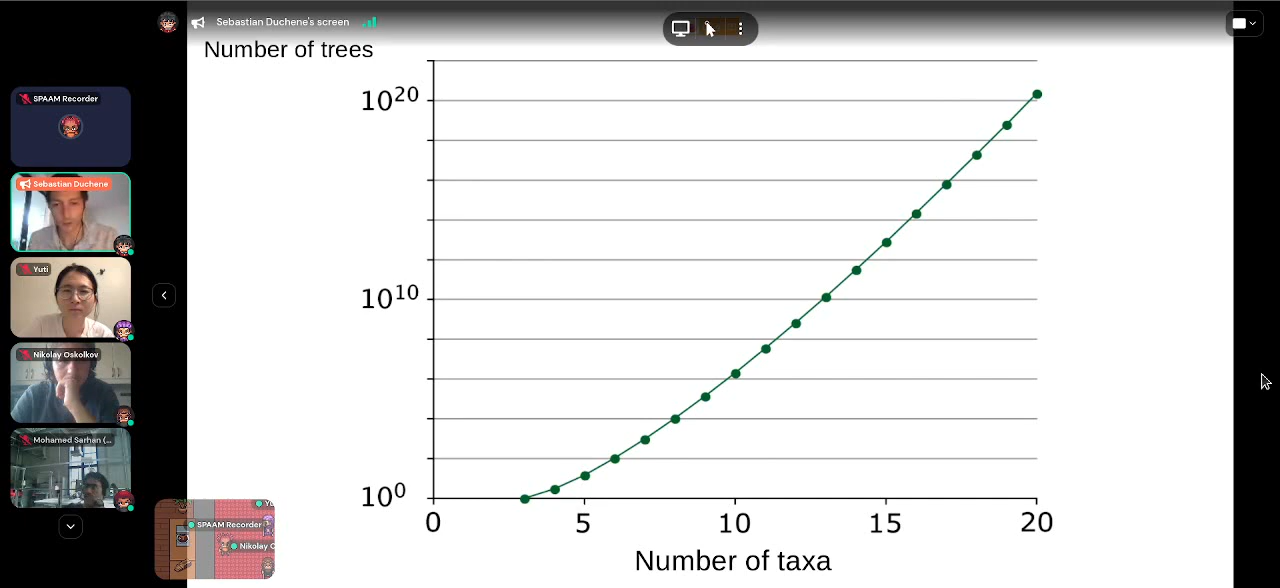 Sebastian Duchene's screen
Number of trees
SPAAM Recorder
Sebastian Duchene
Yuti
Nikolay Oskolkov
Mohamed Sarhan (...
10^20
10^10
10^0
0 5 10 15 20
Number of taxa
SPAAM Recorder
Nikolay O